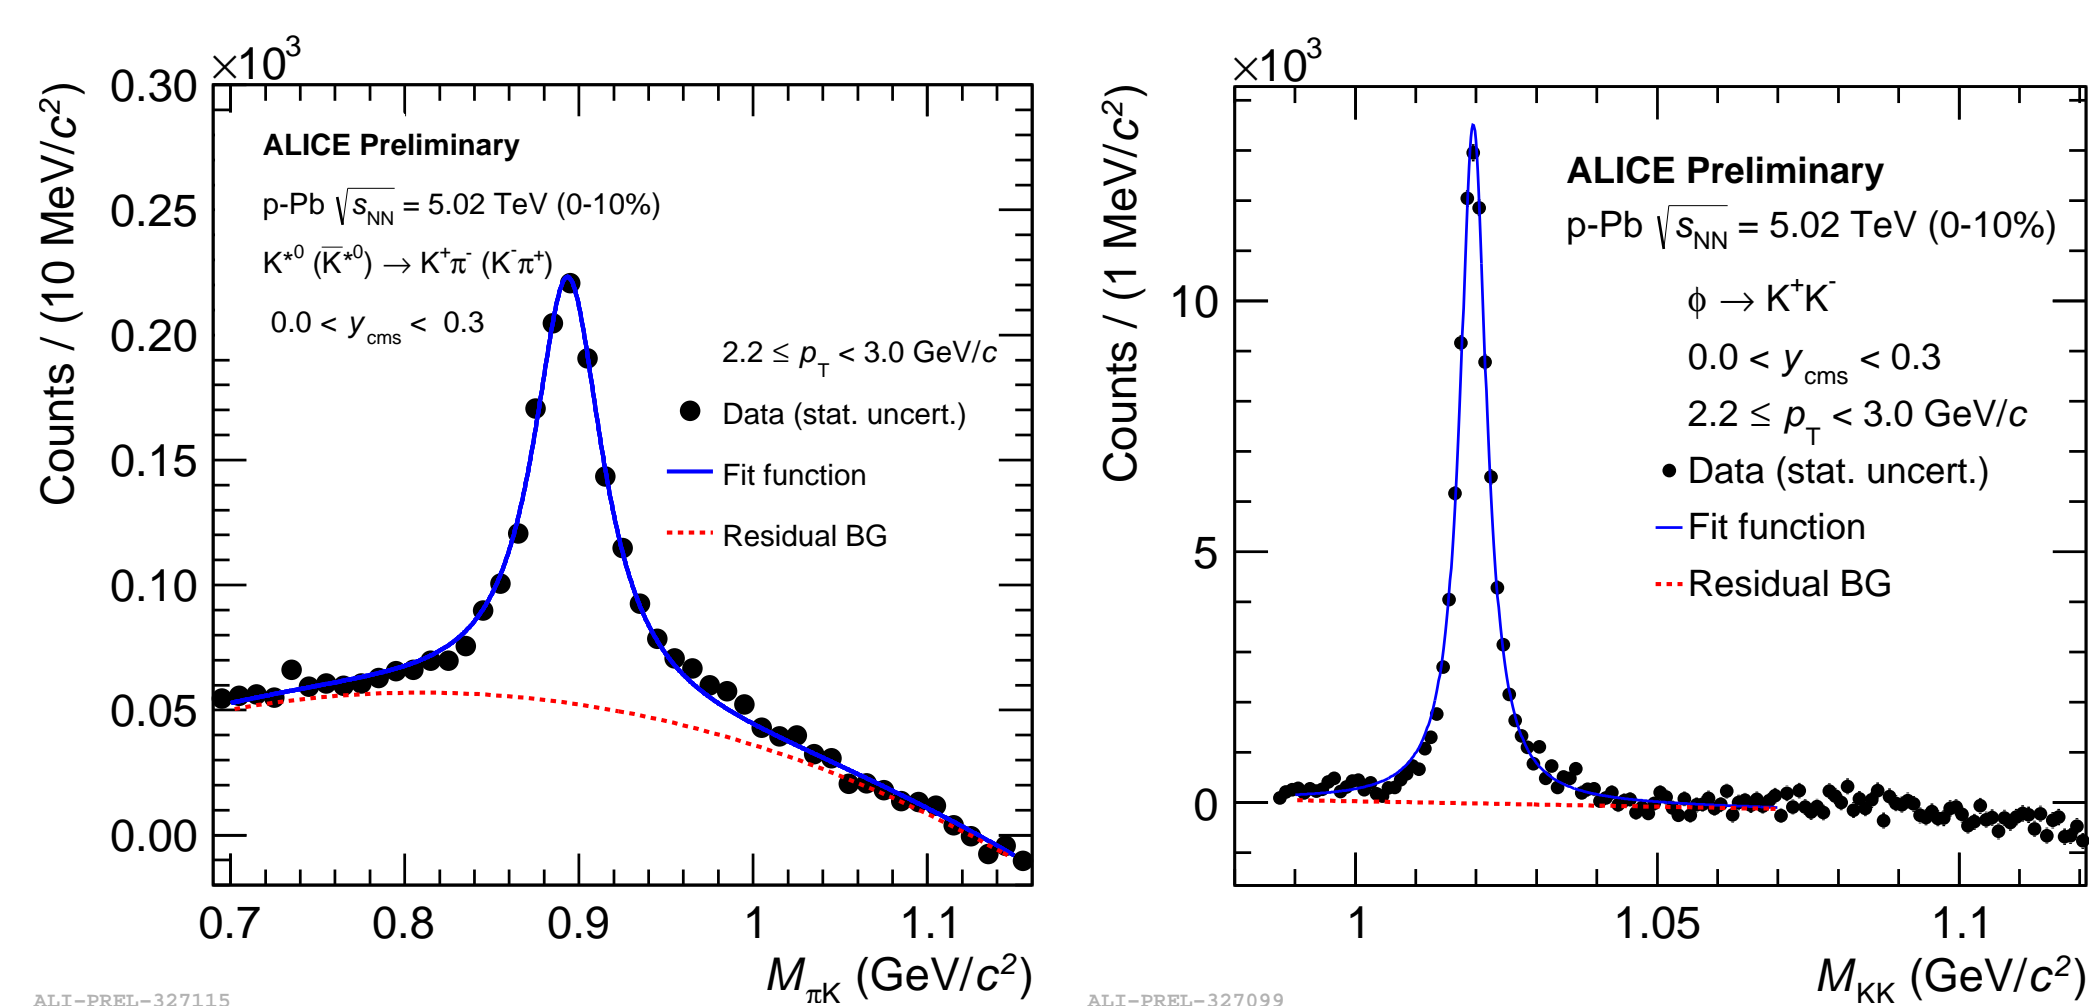 ×10³
Counts / (10 MeV/c²)
0.30
0.25
0.20
0.15
0.10
0.05
0.00
ALICE Preliminary
p-Pb √s_NN = 5.02 TeV (0-10%)
K*⁰ (K̅*⁰) → K⁺π⁻ (K⁻π⁺)
0.0 < y_cms < 0.3
2.2 ≤ p_T < 3.0 GeV/c
Data (stat. uncert.)
Fit function
Residual BG
0.7 0.8 0.9 1 1.1
M_πK (GeV/c²)
ALI-PREL-327115
×10³
Counts / (1 MeV/c²)
10
5
0
ALICE Preliminary
p-Pb √s_NN = 5.02 TeV (0-10%)
ϕ → K⁺K⁻
0.0 < y_cms < 0.3
2.2 ≤ p_T < 3.0 GeV/c
Data (stat. uncert.)
Fit function
Residual BG
1 1.05 1.1
M_KK (GeV/c²)
ALI-PREL-327099